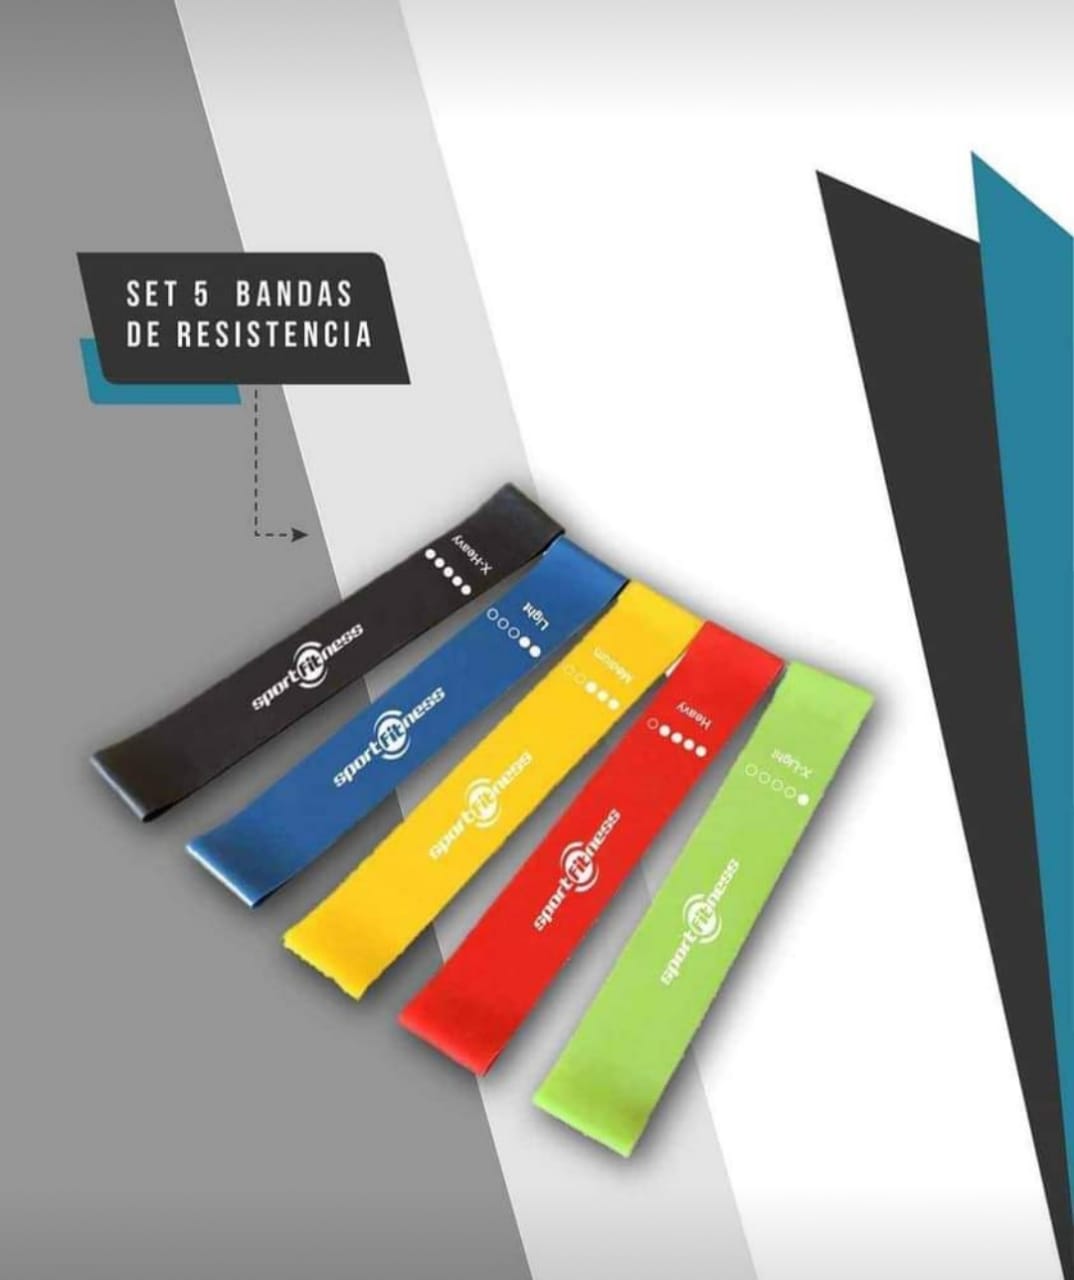 SET 5 BANDAS
DE RESISTENCIA
X-Heavy
sportfitness
Light
sportfitness
Medium
sportfitness
Heavy
sportfitness
X-Light
sportfitness